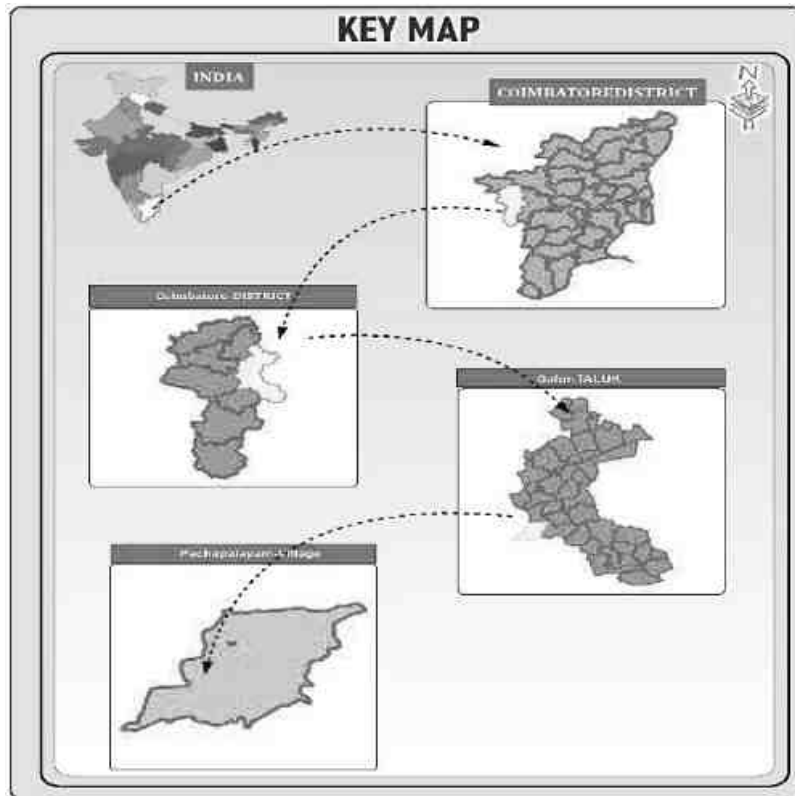 KEY MAP
INDIA
N
COIMBATOREDISTRICT
Coimbatore DISTRICT
TALUK
Pachapalayam-Village